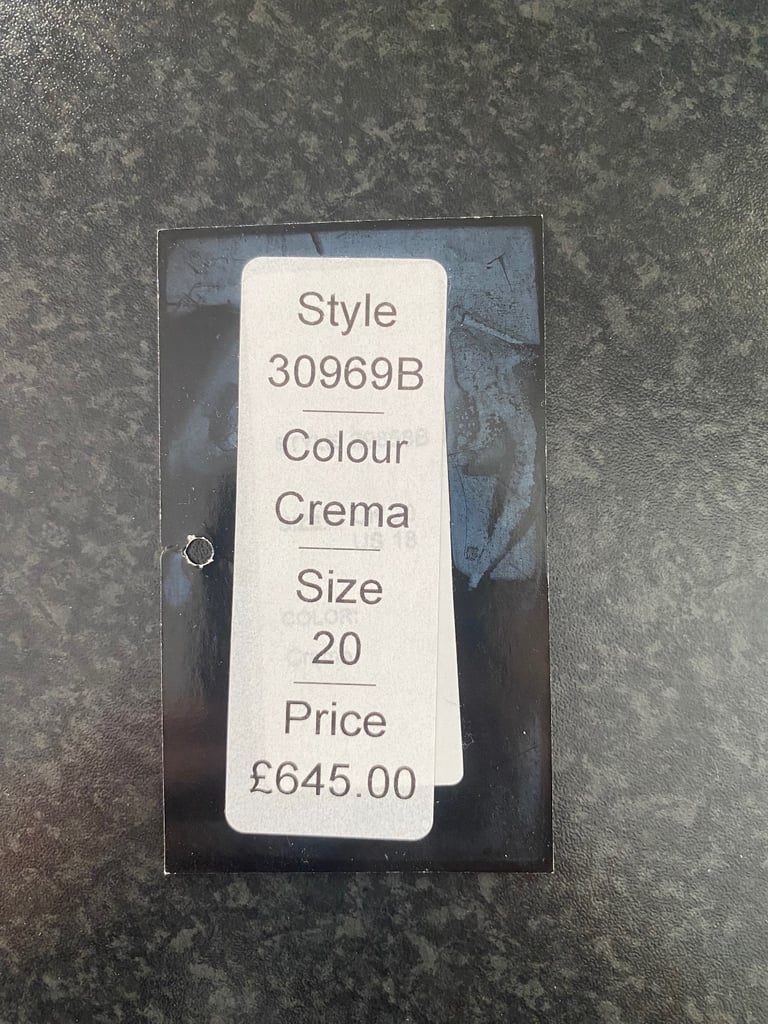 Style
30969B
Colour
Crema
Size
20
Price
£645.00
US 18
COLOR: